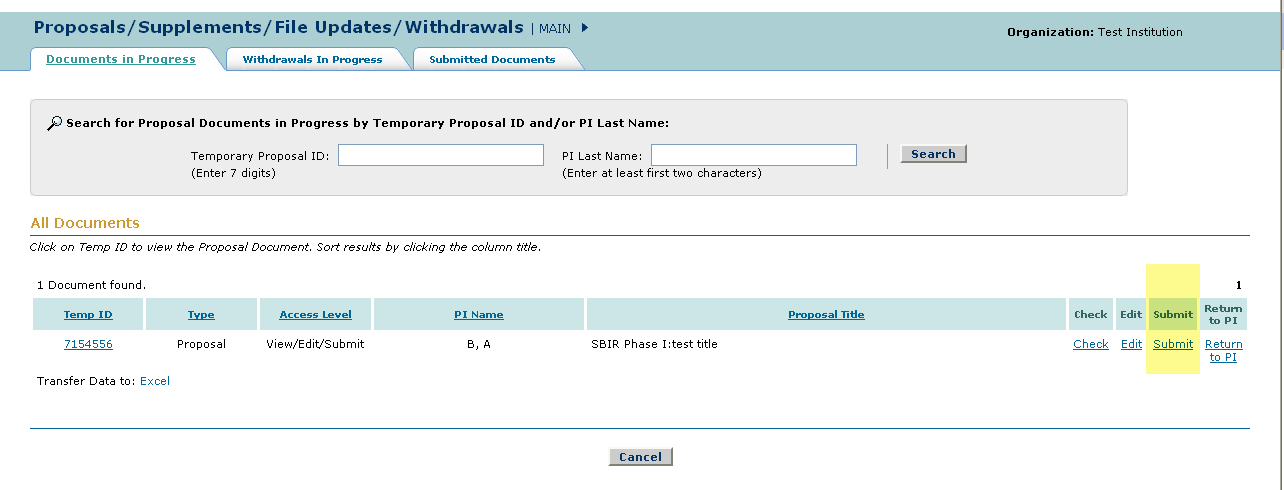 Proposals/Supplements/File Updates/Withdrawals | MAIN
Organization: Test Institution
Documents in Progress Withdrawals In Progress Submitted Documents
Search for Proposal Documents in Progress by Temporary Proposal ID and/or PI Last Name:
Temporary Proposal ID: PI Last Name: Search
(Enter 7 digits) (Enter at least first two characters)
All Documents
Click on Temp ID to view the Proposal Document. Sort results by clicking the column title.
1 Document found. 1
Temp ID Type Access Level PI Name Proposal Title Check Edit Submit Return to PI
7154556 Proposal View/Edit/Submit B, A SBIR Phase I:test title Check Edit Submit Return to PI
Transfer Data to: Excel
Cancel